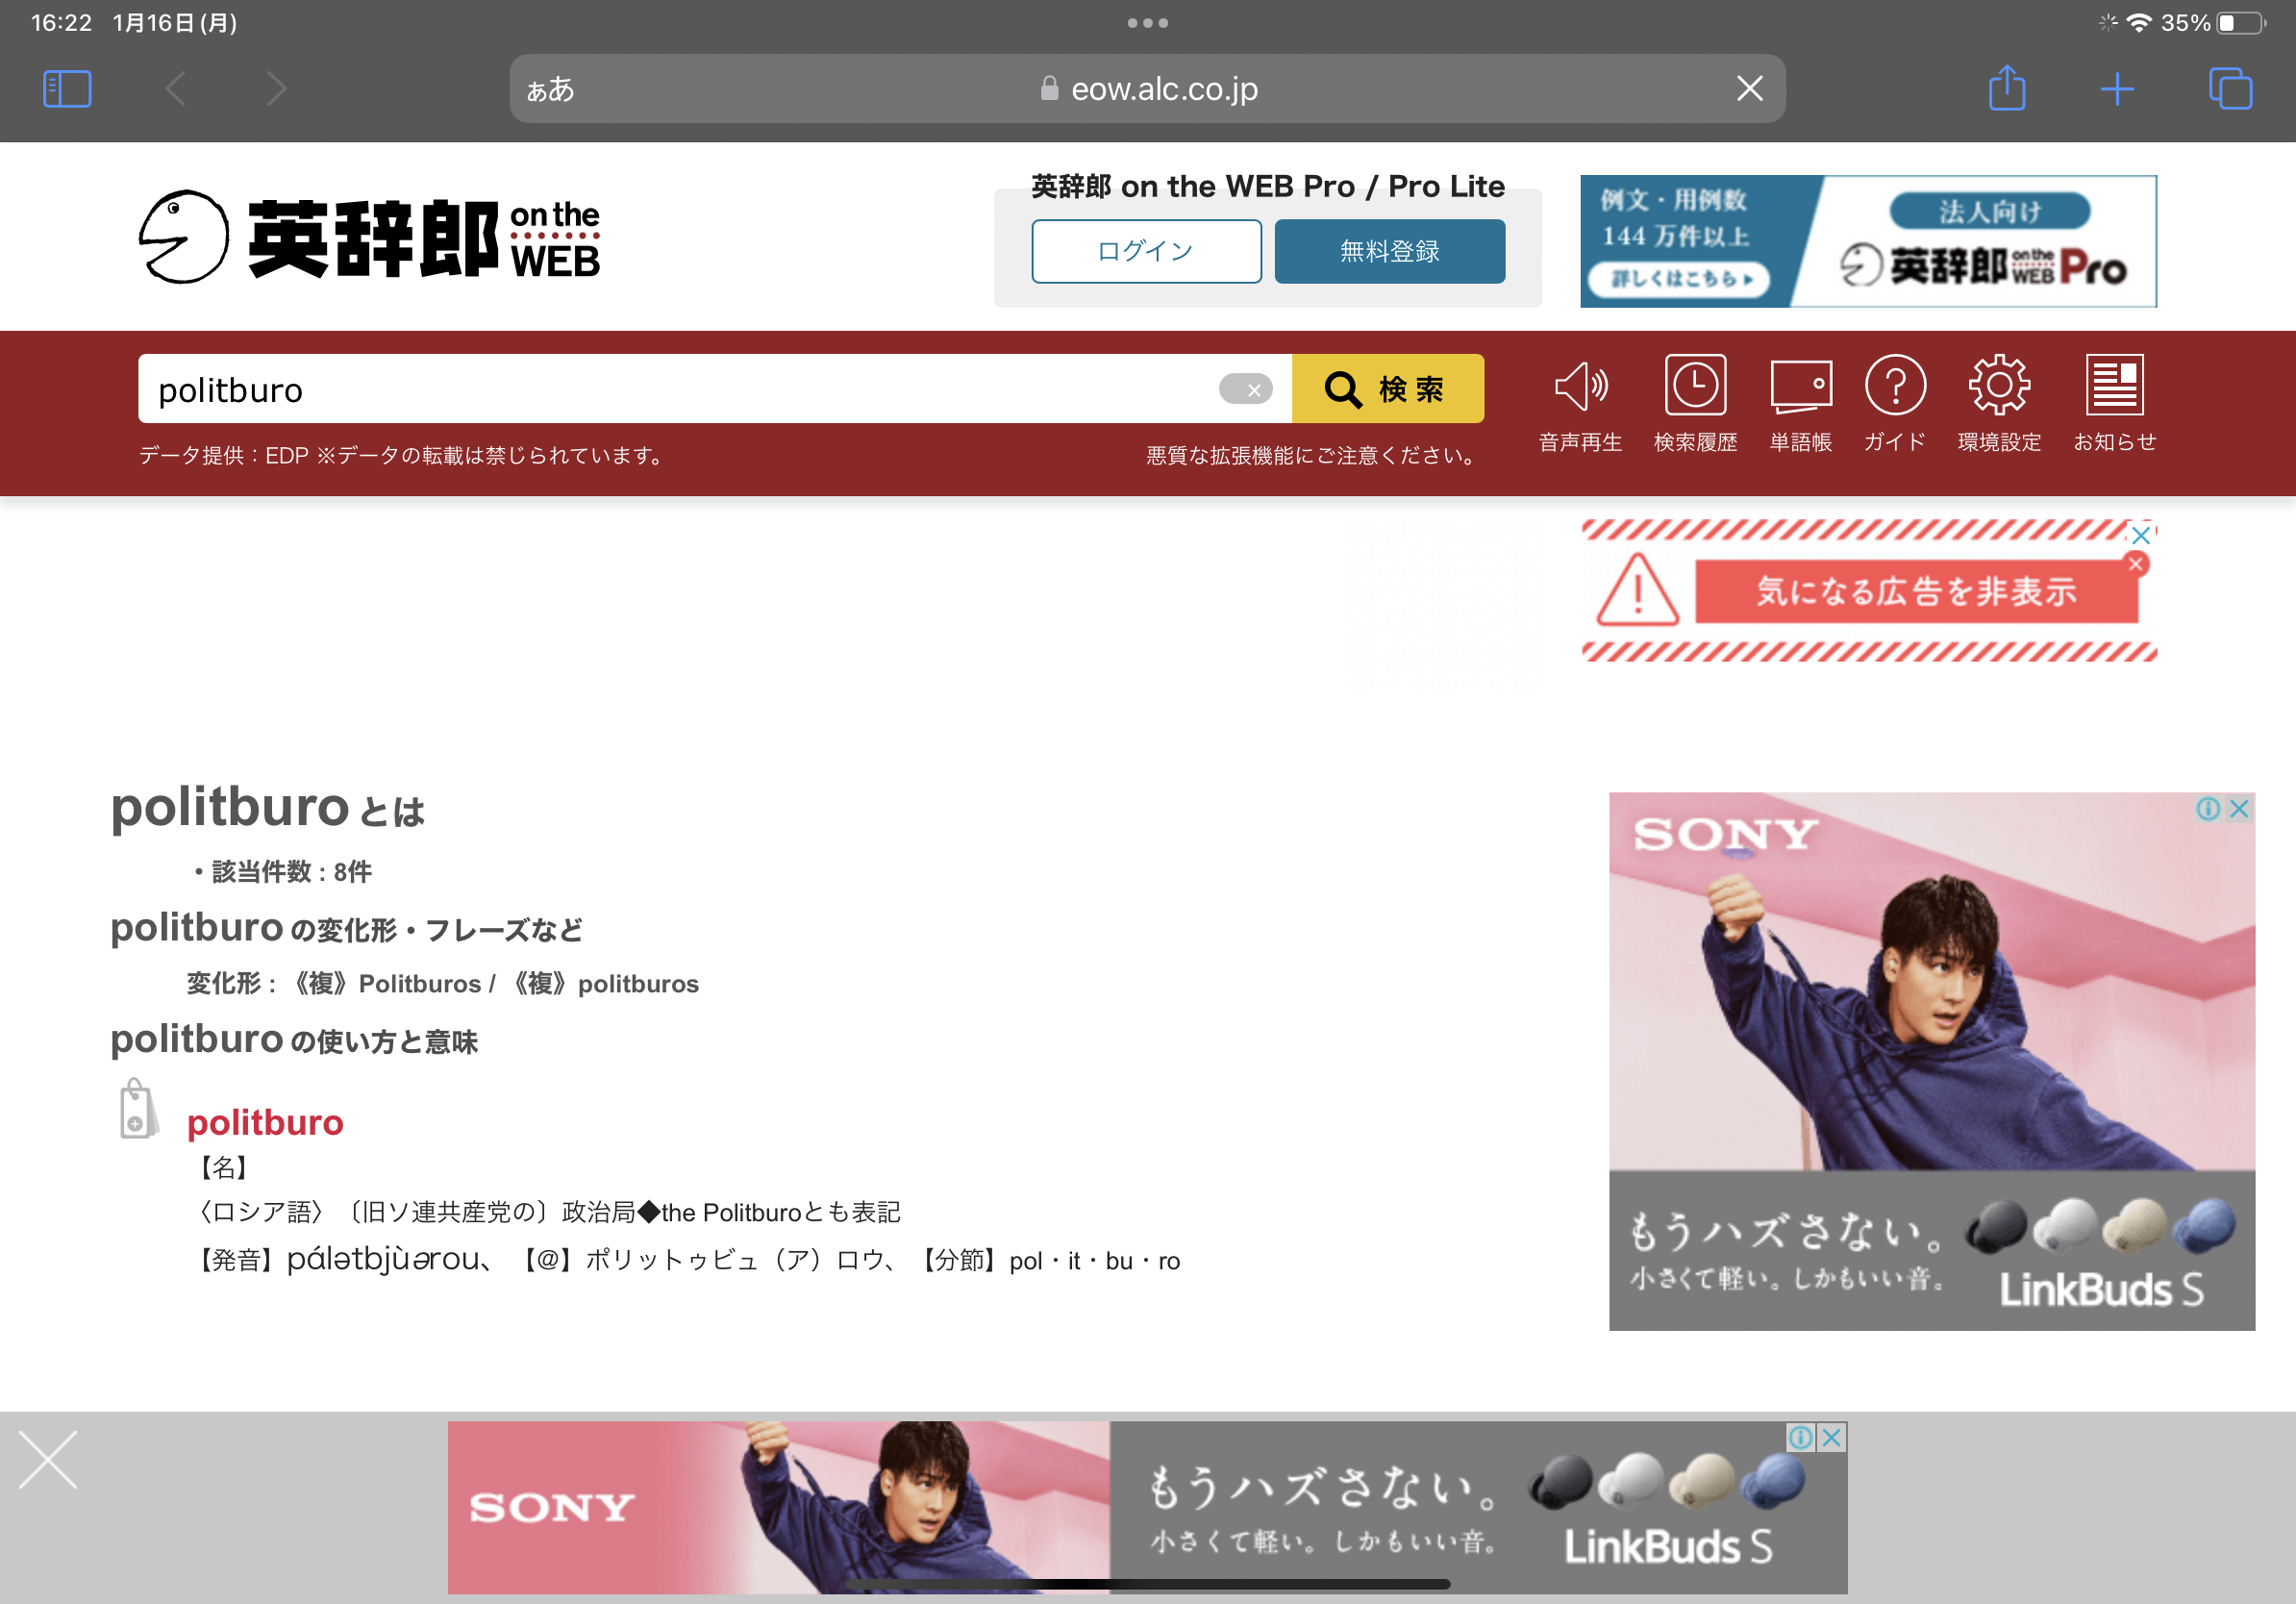 16:22 1月16日(月)
35%
ぁあ
eow.alc.co.jp
英辞郎 on the WEB
英辞郎 on the WEB Pro / Pro Lite
ログイン
無料登録
例文・用例数
144 万件以上
詳しくはこちら
法人向け
英辞郎 on the WEB Pro
politburo
検索
データ提供：EDP ※データの転載は禁じられています。
悪質な拡張機能にご注意ください。
音声再生
検索履歴
単語帳
ガイド
環境設定
お知らせ
気になる広告を非表示
politburo とは
・該当件数 : 8件
politburo の変化形・フレーズなど
変化形 : 《複》Politburos / 《複》politburos
politburo の使い方と意味
politburo
【名】
〈ロシア語〉〔旧ソ連共産党の〕政治局◆the Politburoとも表記
【発音】pálətbjùərou、【@】ポリットゥビュ（ア）ロウ、【分節】pol・it・bu・ro
SONY
もうハズさない。
小さくて軽い。しかもいい音。
LinkBuds S
SONY
もうハズさない。
小さくて軽い。しかもいい音。
LinkBuds S